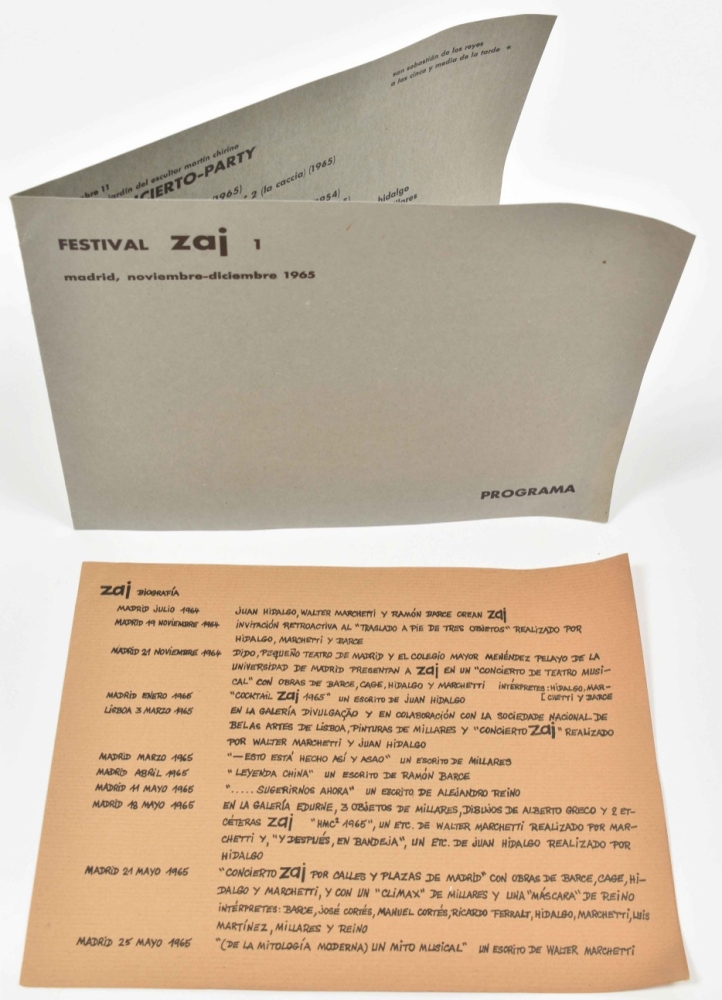 san sebastián de los reyes
a las cinco y media de la tarde *
bre 11
jardín del escultor martín chirino
CIERTO-PARTY
1965)
2 (la caccia) (1965)
1954)
hidalgo
FESTIVAL zaj 1
madrid, noviembre-diciembre 1965
PROGRAMA
zaj BIOGRAFÍA
MADRID JULIO 1964 JUAN HIDALGO, WALTER MARCHETTI Y RAMÓN BARCE CREAN zaj
MADRID 19 NOVIEMBRE 1964 INVITACIÓN RETROACTIVA AL "TRASLADO A PIE DE TRES OBJETOS" REALIZADO POR
HIDALGO, MARCHETTI Y BARCE
MADRID 21 NOVIEMBRE 1964 DIDO, PEQUEÑO TEATRO DE MADRID Y EL COLEGIO MAYOR MENÉNDEZ PELAYO DE LA
UNIVERSIDAD DE MADRID PRESENTAN A zaj EN UN "CONCIERTO DE TEATRO MUSI-
CAL" CON OBRAS DE BARCE, CAGE, HIDALGO Y MARCHETTI INTÉRPRETES: HIDALGO, MAR-
[CHETTI Y BARCE
MADRID ENERO 1965 "COCKTAIL zaj 1965" UN ESCRITO DE JUAN HIDALGO
LISBOA 3 MARZO 1965 EN LA GALERÍA DIVULGAÇÃO Y EN COLABORACIÓN CON LA SOCIEDADE NACIONAL DE
BELAS ARTES DE LISBOA, PINTURAS DE MILLARES Y "CONCIERTO zaj" REALIZADO
POR WALTER MARCHETTI Y JUAN HIDALGO
MADRID MARZO 1965 "—ESTO ESTÁ HECHO ASÍ Y ASAO" UN ESCRITO DE MILLARES
MADRID ABRIL 1965 "LEYENDA CHINA" UN ESCRITO DE RAMÓN BARCE
MADRID 11 MAYO 1965 "..... SUGERIRNOS AHORA" UN ESCRITO DE ALEJANDRO REINO
MADRID 18 MAYO 1965 EN LA GALERÍA EDURNE, 3 OBJETOS DE MILLARES, DIBUJOS DE ALBERTO GRECO Y 2 ET-
CÉTERAS zaj "HMC² 1965", UN ETC. DE WALTER MARCHETTI REALIZADO POR MAR-
CHETTI Y, "Y DESPUÉS, EN BANDEJA", UN ETC. DE JUAN HIDALGO REALIZADO POR
HIDALGO
MADRID 21 MAYO 1965 "CONCIERTO zaj POR CALLES Y PLAZAS DE MADRID" CON OBRAS DE BARCE, CAGE, HI-
DALGO Y MARCHETTI, Y CON UN "CLIMAX" DE MILLARES Y UNA "MÁSCARA" DE REINO
INTÉRPRETES: BARCE, JOSÉ CORTÉS, MANUEL CORTÉS, RICARDO FERRALT, HIDALGO, MARCHETTI, LUIS
MARTÍNEZ, MILLARES Y REINO
MADRID 25 MAYO 1965 "(DE LA MITOLOGÍA MODERNA) UN MITO MUSICAL" UN ESCRITO DE WALTER MARCHETTI